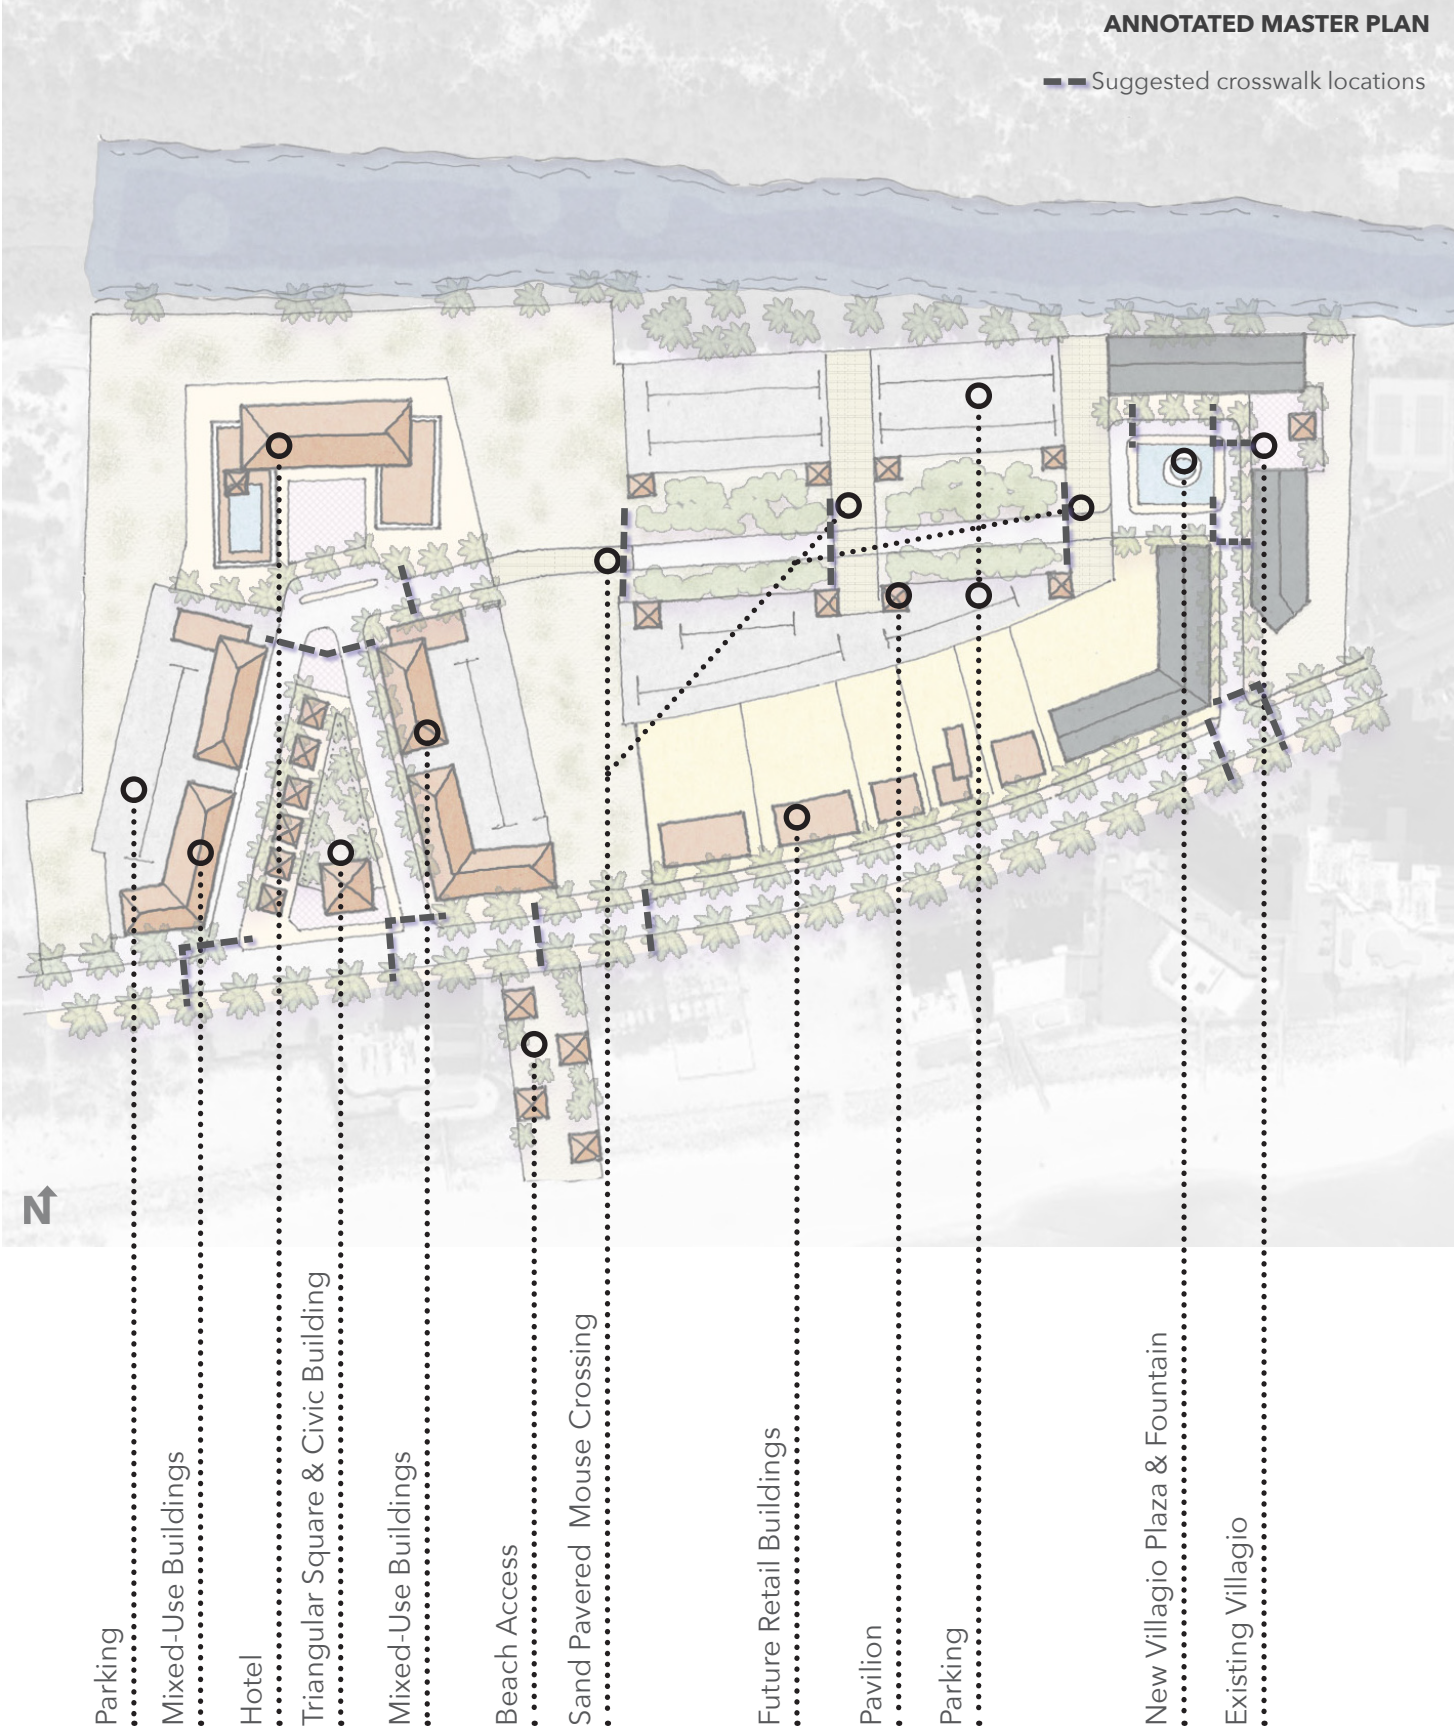 ANNOTATED MASTER PLAN
Suggested crosswalk locations
N
Parking
Mixed-Use Buildings
Hotel
Triangular Square & Civic Building
Mixed-Use Buildings
Beach Access
Sand Pavered Mouse Crossing
Future Retail Buildings
Pavilion
Parking
New Villagio Plaza & Fountain
Existing Villagio